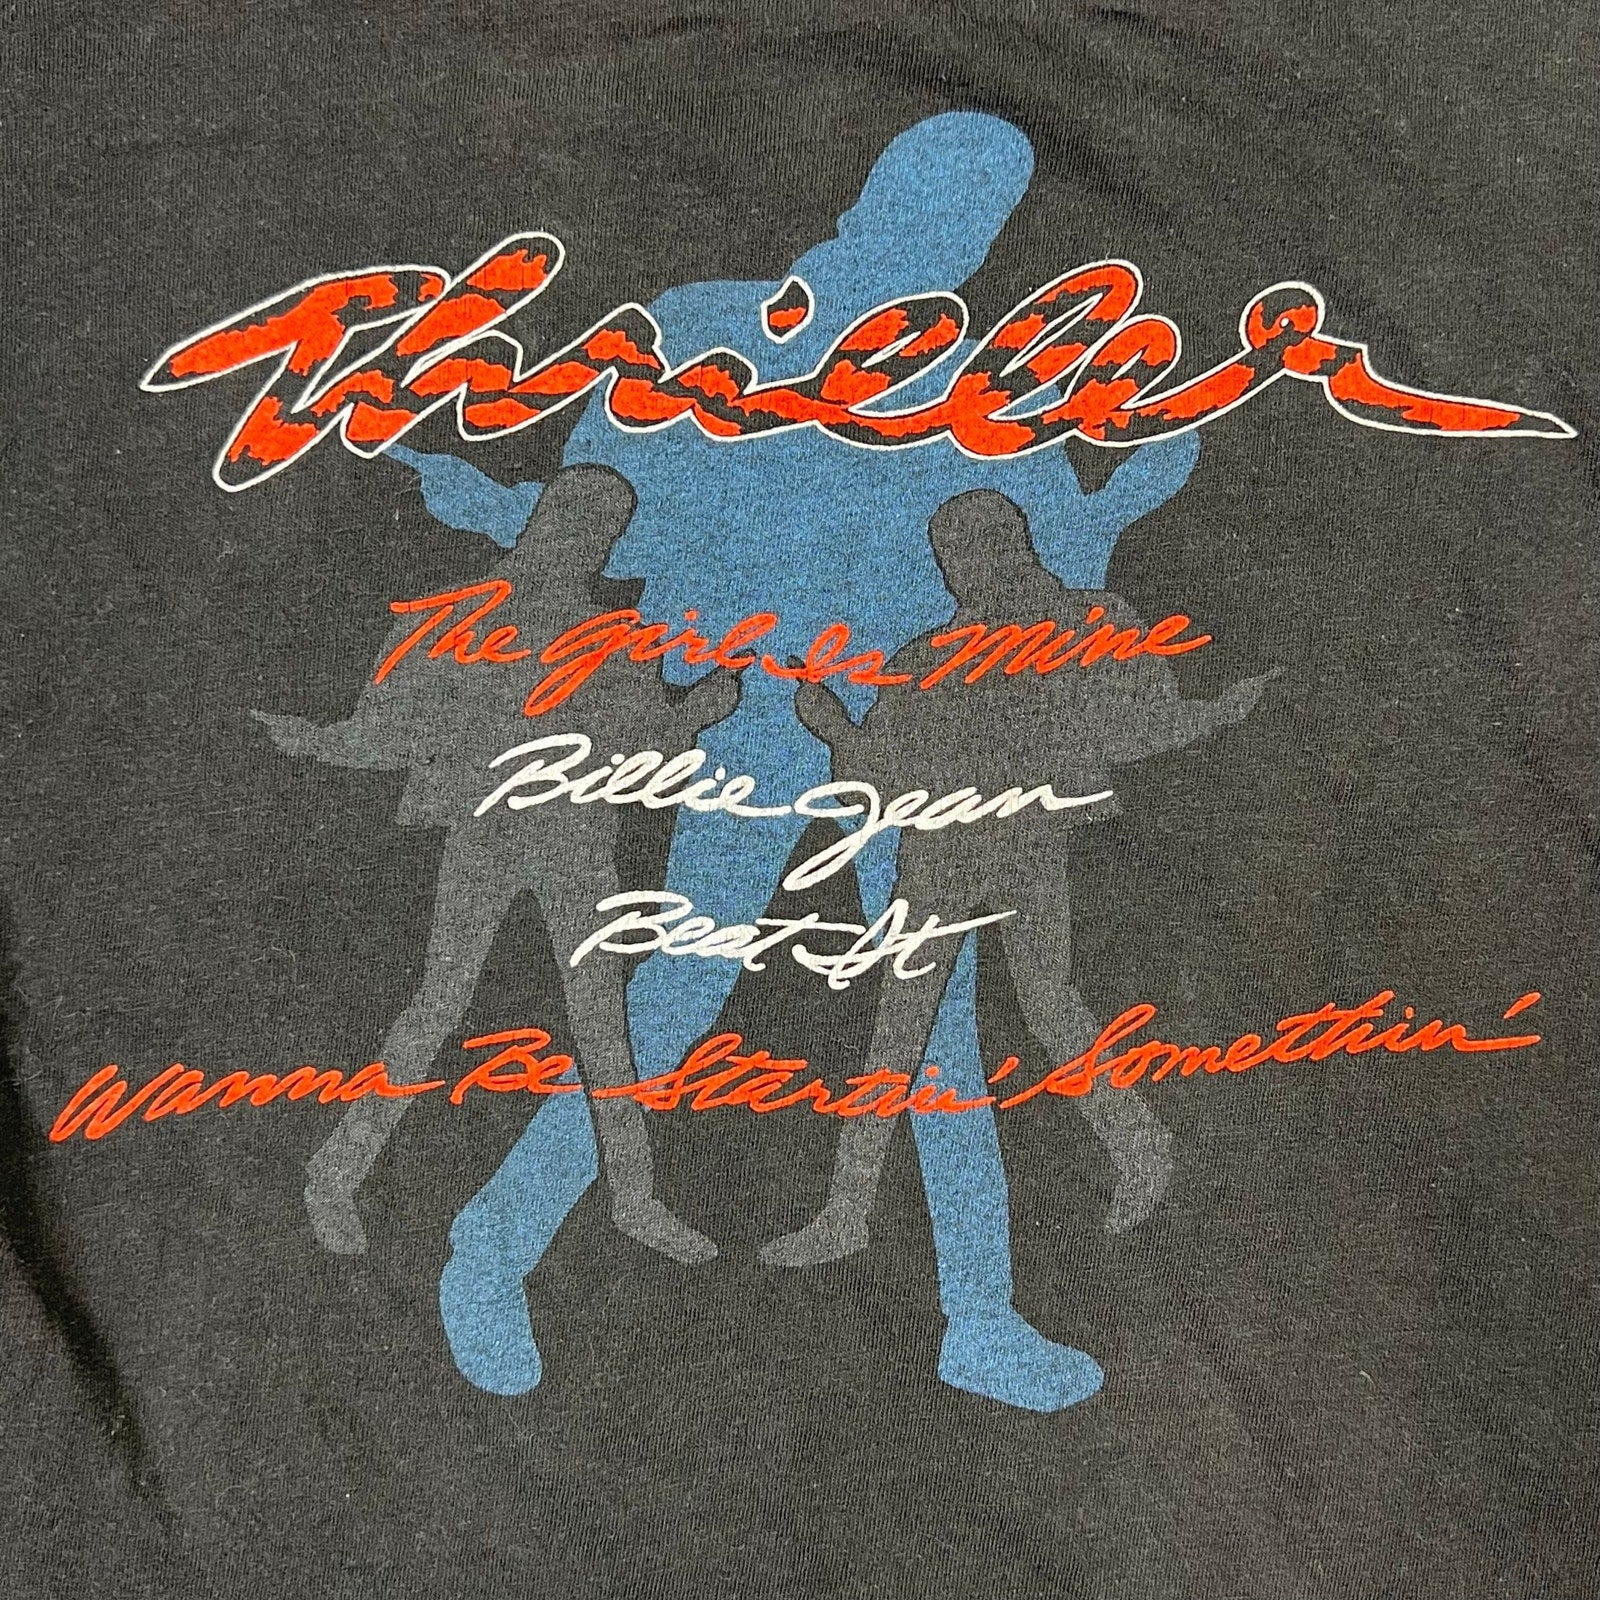 Thriller
The Girl Is Mine
Billie Jean
Beat It
Wanna Be Startin' Somethin'